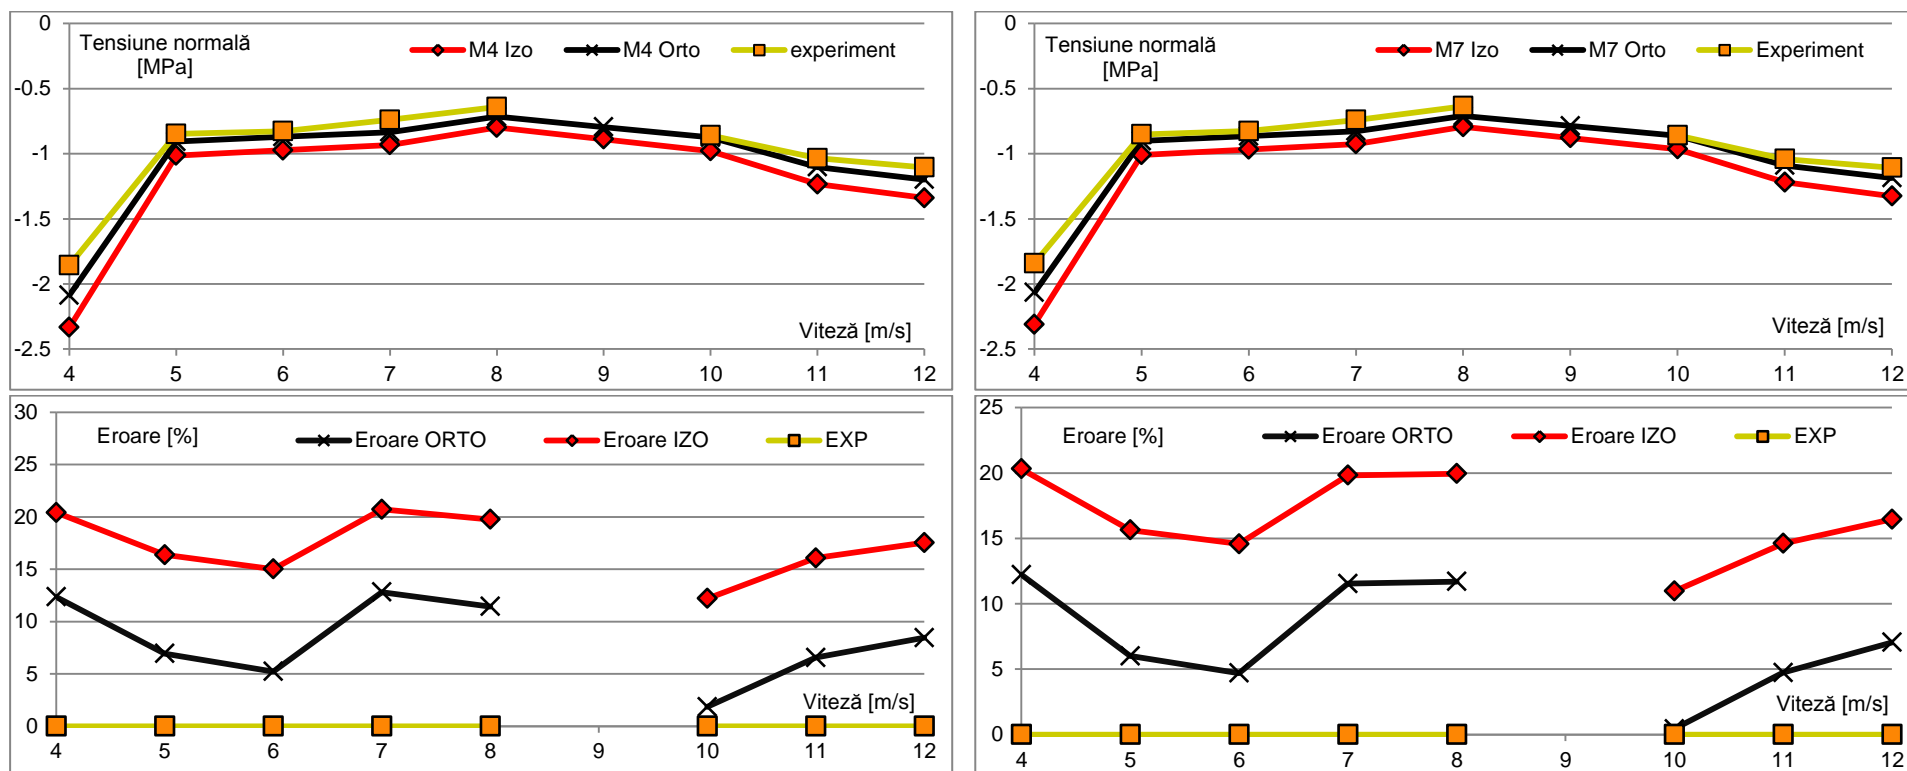 Tensiune normală
[MPa]
M4 Izo M4 Orto experiment
0
-0.5
-1
-1.5
-2
-2.5
Viteză [m/s]
4 5 6 7 8 9 10 11 12
Tensiune normală
[MPa]
M7 Izo M7 Orto Experiment
0
-0.5
-1
-1.5
-2
-2.5
Viteză [m/s]
4 5 6 7 8 9 10 11 12
Eroare [%] Eroare ORTO Eroare IZO EXP
30
25
20
15
10
5
0
Viteză [m/s]
4 5 6 7 8 9 10 11 12
Eroare [%] Eroare ORTO Eroare IZO EXP
25
20
15
10
5
0
Viteză [m/s]
4 5 6 7 8 9 10 11 12